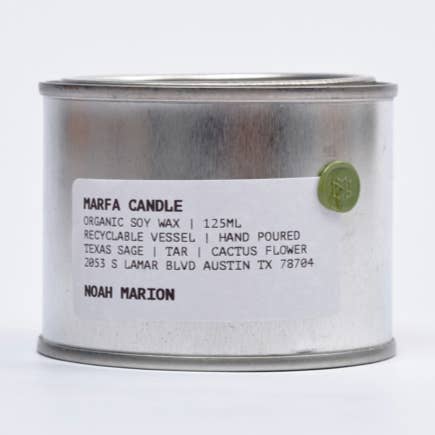 MARFA CANDLE
ORGANIC SOY WAX | 125ML
RECYCLABLE VESSEL | HAND POURED
TEXAS SAGE | TAR | CACTUS FLOWER
2053 S LAMAR BLVD AUSTIN TX 78704
NOAH MARION